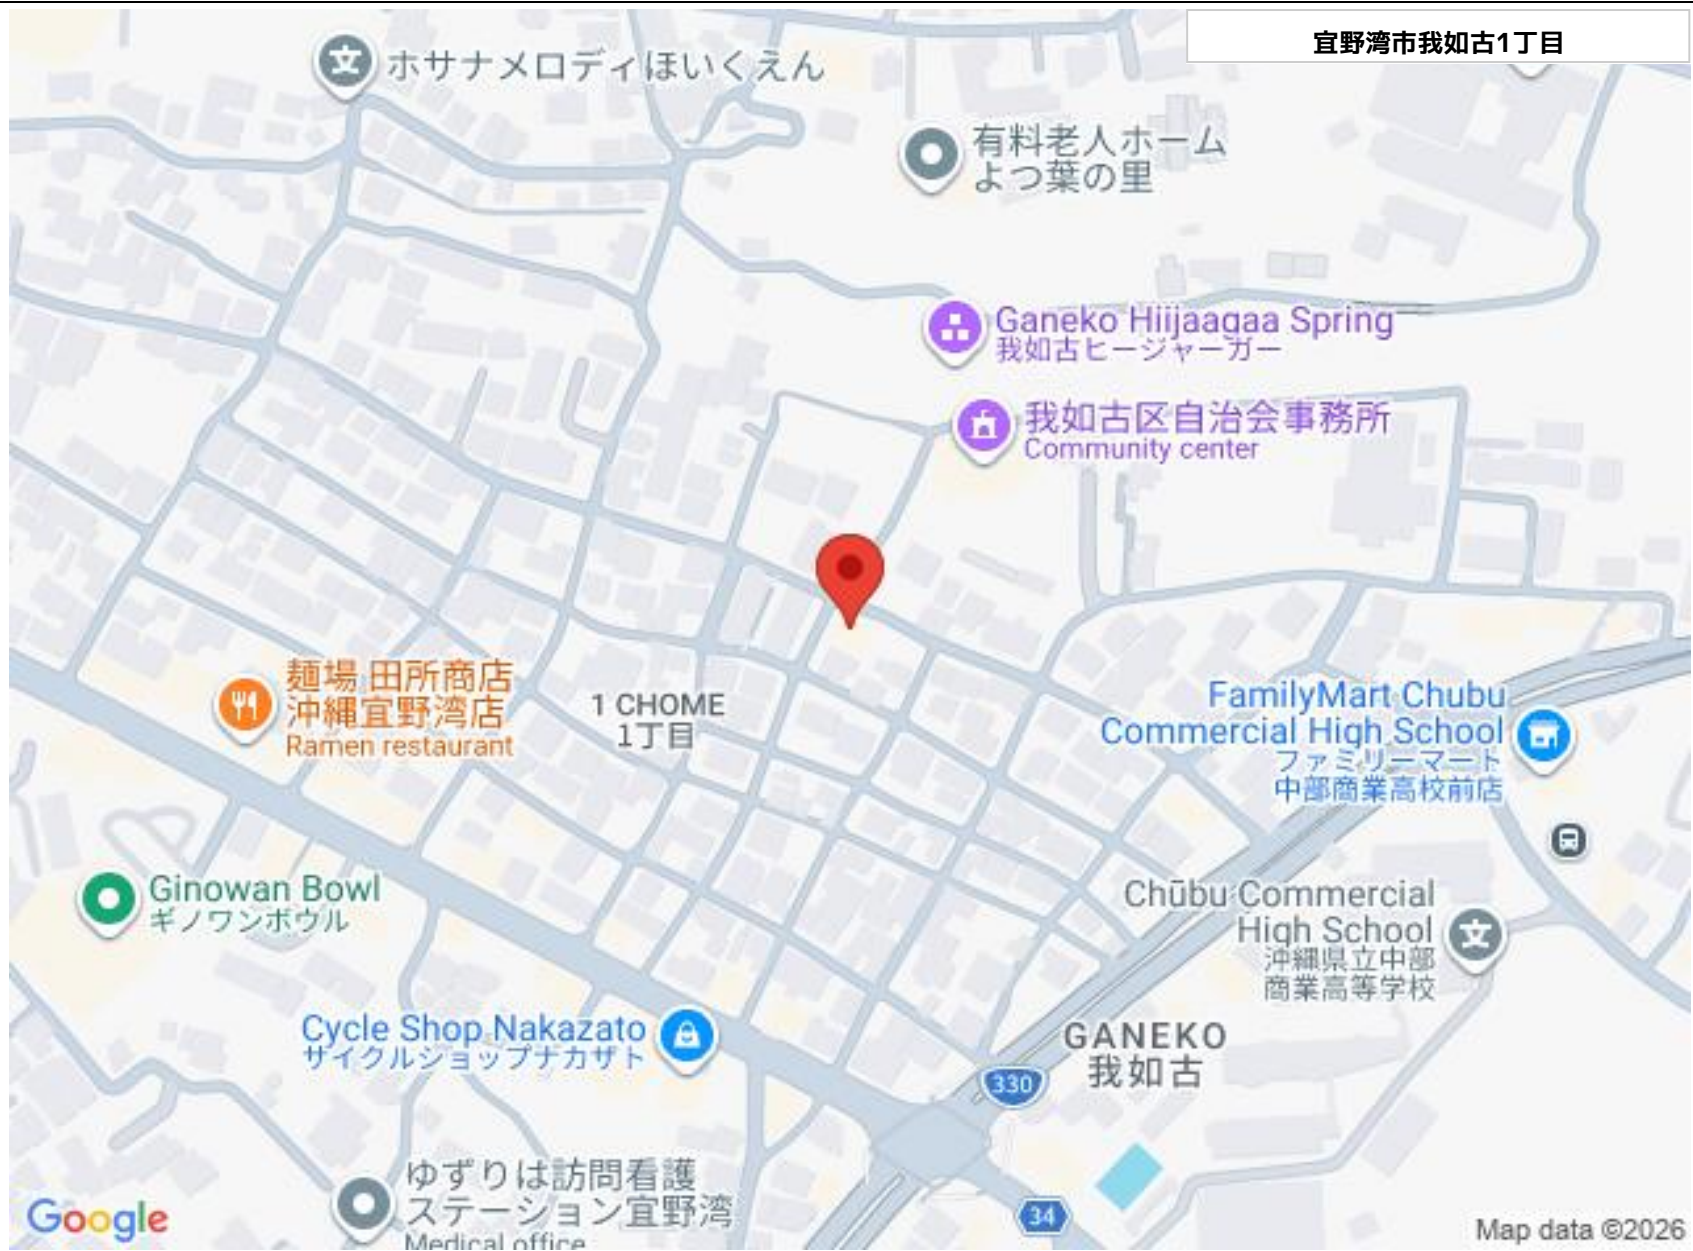 宜野湾市我如古1丁目
ホサナメロディほいくえん
有料老人ホーム
よつ葉の里
Ganeko Hiijaagaa Spring
我如古ヒージャーガー
我如古区自治会事務所
Community center
麺場 田所商店
沖縄宜野湾店
Ramen restaurant
1 CHOME
1丁目
FamilyMart Chubu
Commercial High School
ファミリーマート
中部商業高校前店
Ginowan Bowl
ギノワンボウル
Chūbu Commercial
High School
沖縄県立中部
商業高等学校
Cycle Shop Nakazato
サイクルショップナカザト
GANEKO
我如古
330
ゆずりは訪問看護
ステーション宜野湾
Medical office
34
Google
Map data ©2026